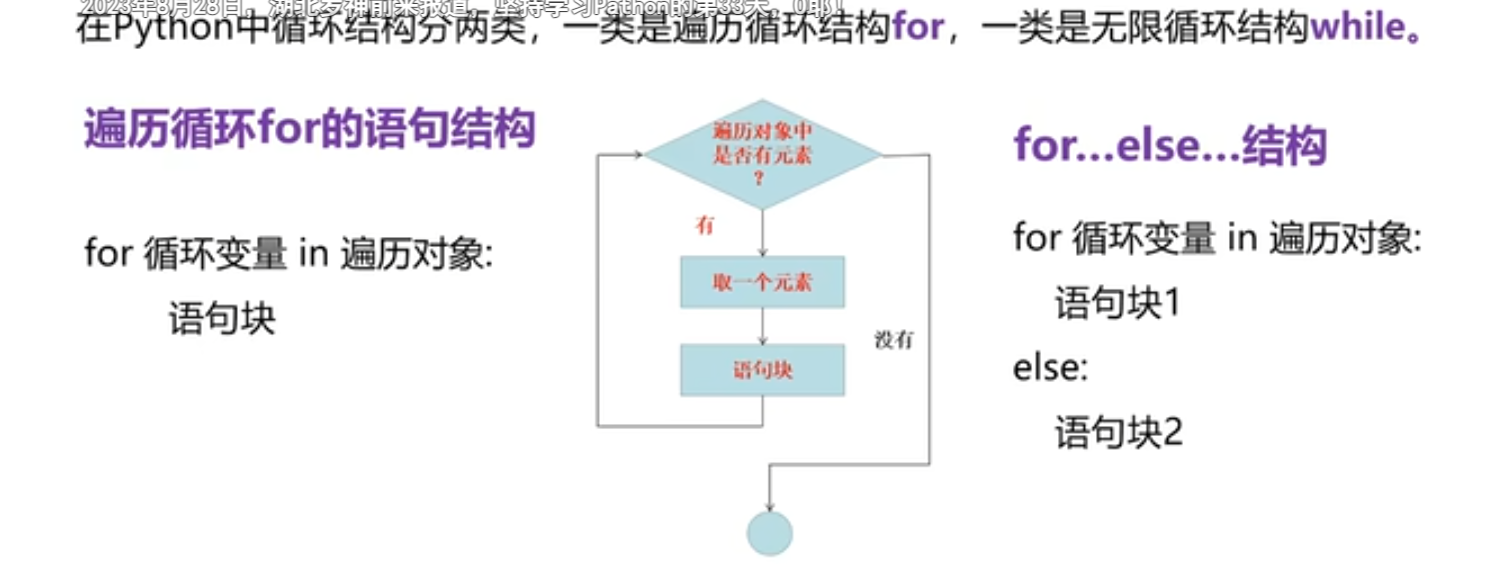 2023年8月28日，湖北罗神前来报道，坚持学习Pathon的第33天，0耶！
在Python中循环结构分两类，一类是遍历循环结构for，一类是无限循环结构while。
遍历循环for的语句结构
for 循环变量 in 遍历对象:
语句块
遍历对象中
是否有元素
？
有
取一个元素
语句块
没有
for...else...结构
for 循环变量 in 遍历对象:
语句块1
else:
语句块2